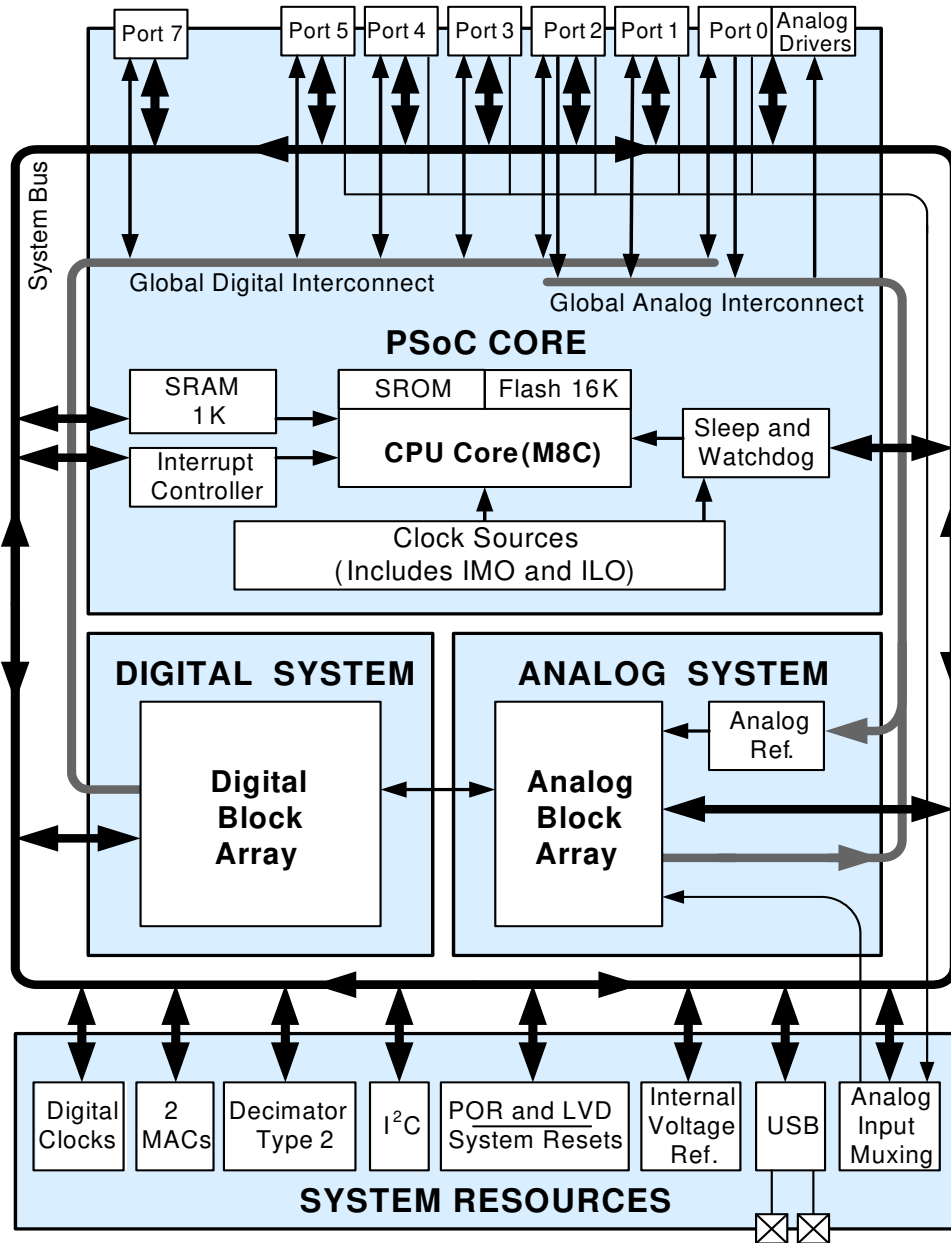 Port 7
Port 5
Port 4
Port 3
Port 2
Port 1
Port 0
Analog
Drivers
System Bus
Global Digital Interconnect
Global Analog Interconnect
PSoC CORE
SRAM
1K
SROM
Flash 16K
CPU Core (M8C)
Interrupt
Controller
Sleep and
Watchdog
Clock Sources
(Includes IMO and ILO)
DIGITAL SYSTEM
ANALOG SYSTEM
Digital
Block
Array
Analog
Block
Array
Analog
Ref.
Digital
Clocks
2
MACs
Decimator
Type 2
I²C
POR and LVD
System Resets
Internal
Voltage
Ref.
USB
Analog
Input
Muxing
SYSTEM RESOURCES